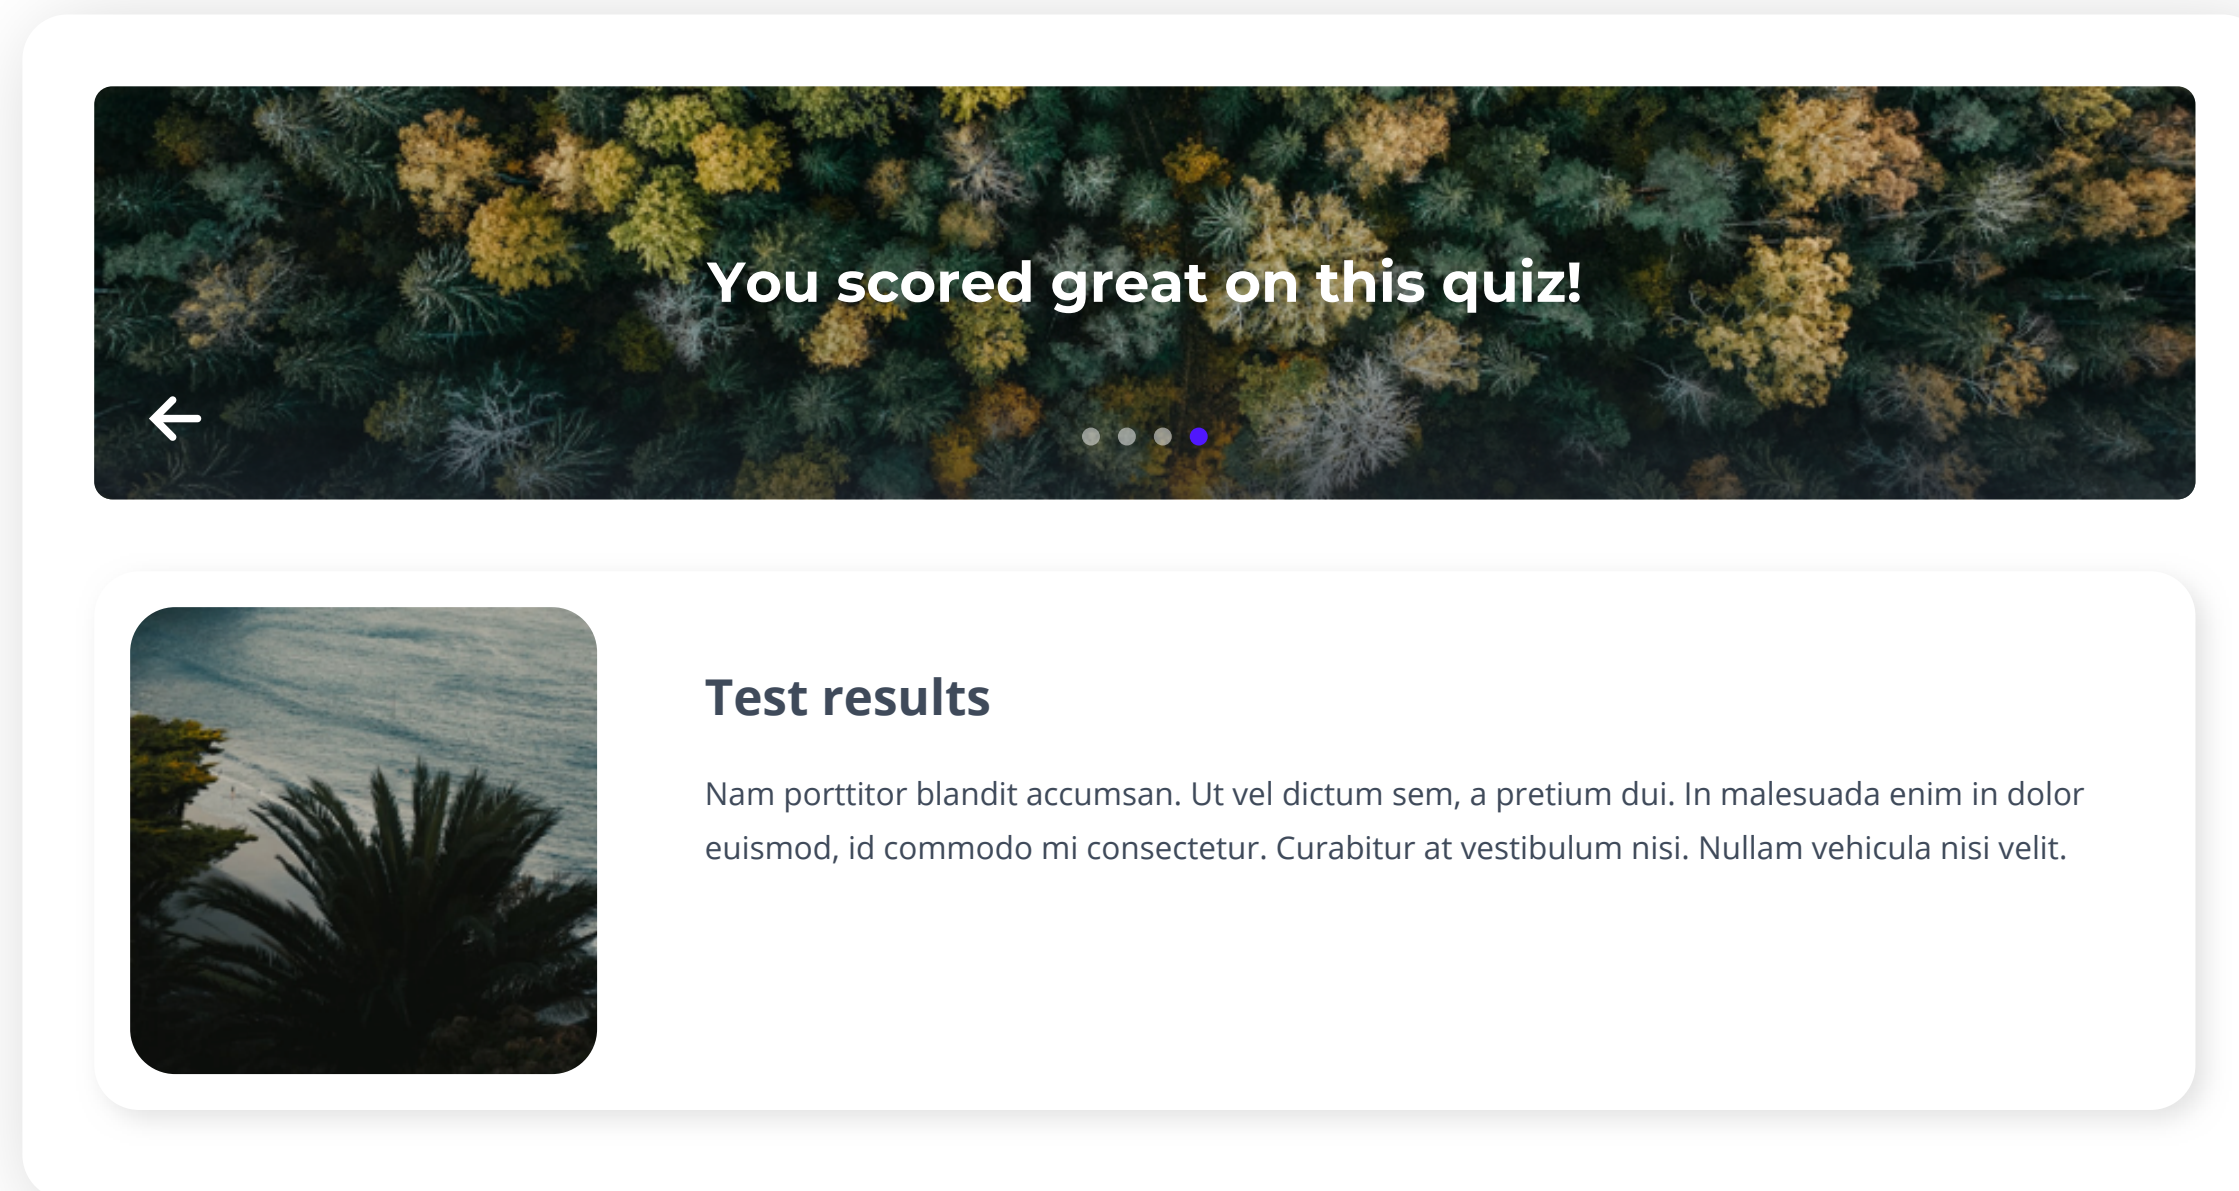 You scored great on this quiz!
Test results
Nam porttitor blandit accumsan. Ut vel dictum sem, a pretium dui. In malesuada enim in dolor
euismod, id commodo mi consectetur. Curabitur at vestibulum nisi. Nullam vehicula nisi velit.